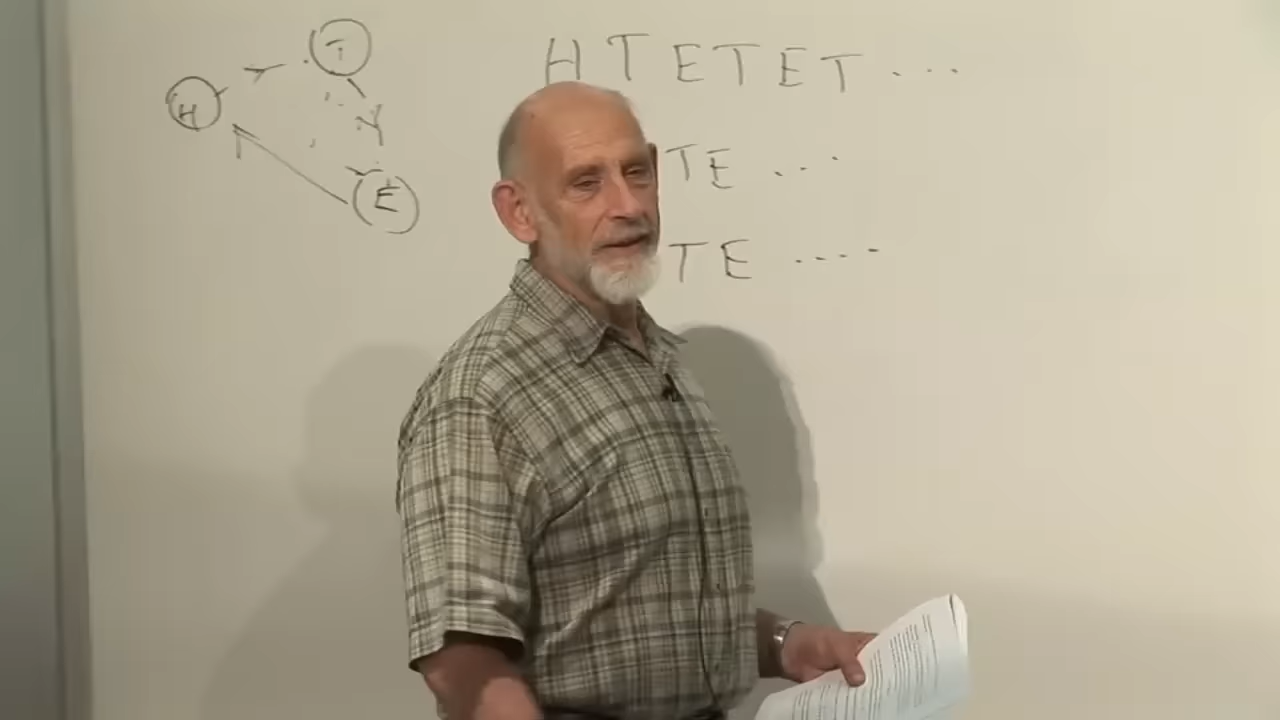 H
T
E
H T E T E T ...
T E ...
T E ....